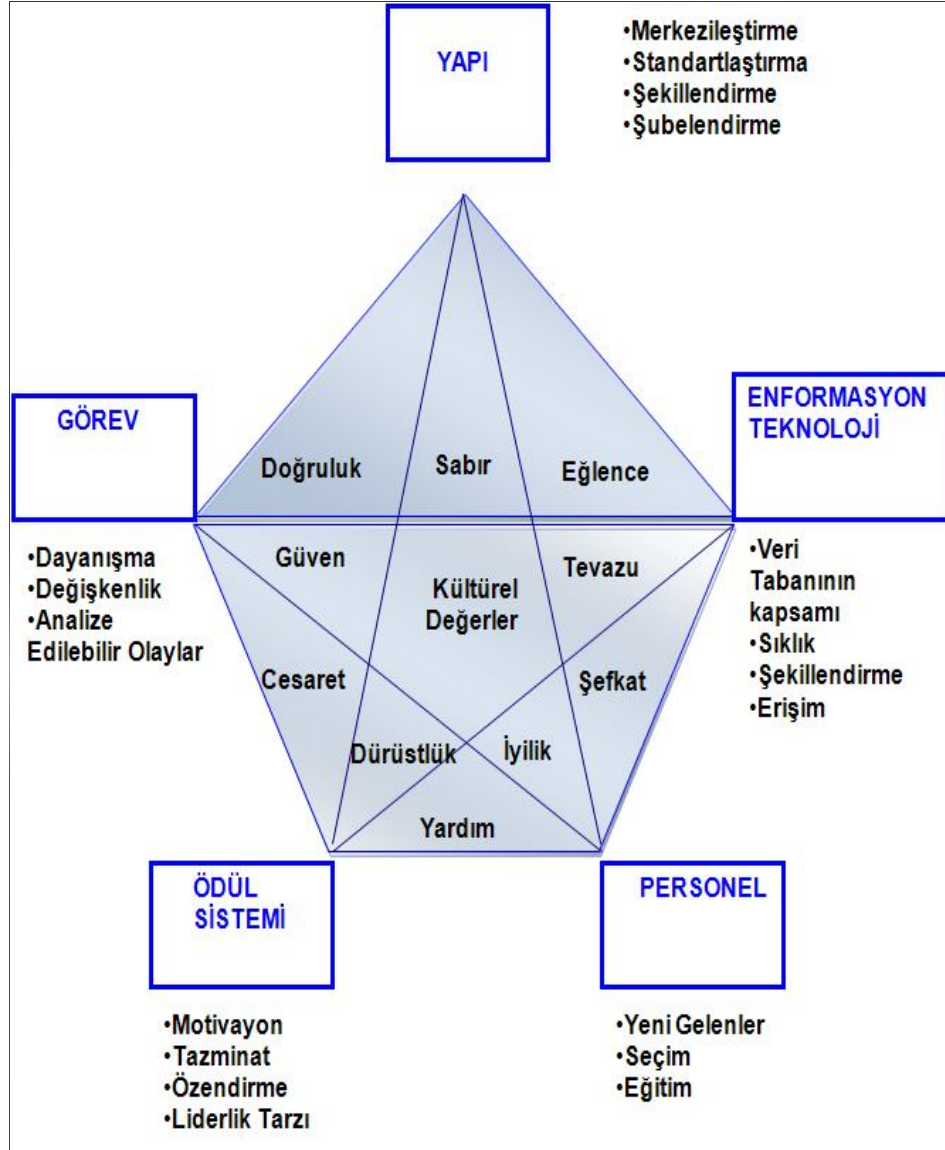 YAPI
•Merkezileştirme
•Standartlaştırma
•Şekillendirme
•Şubelendirme
GÖREV
ENFORMASYON
TEKNOLOJİ
Doğruluk
Sabır
Eğlence
•Dayanışma
•Değişkenlik
•Analize
Edilebilir Olaylar
Güven
Kültürel
Değerler
Tevazu
Cesaret
Şefkat
Dürüstlük
İyilik
Yardım
•Veri
Tabanının
kapsamı
•Sıklık
•Şekillendirme
•Erişim
ÖDÜL
SİSTEMİ
PERSONEL
•Motivayon
•Tazminat
•Özendirme
•Liderlik Tarzı
•Yeni Gelenler
•Seçim
•Eğitim